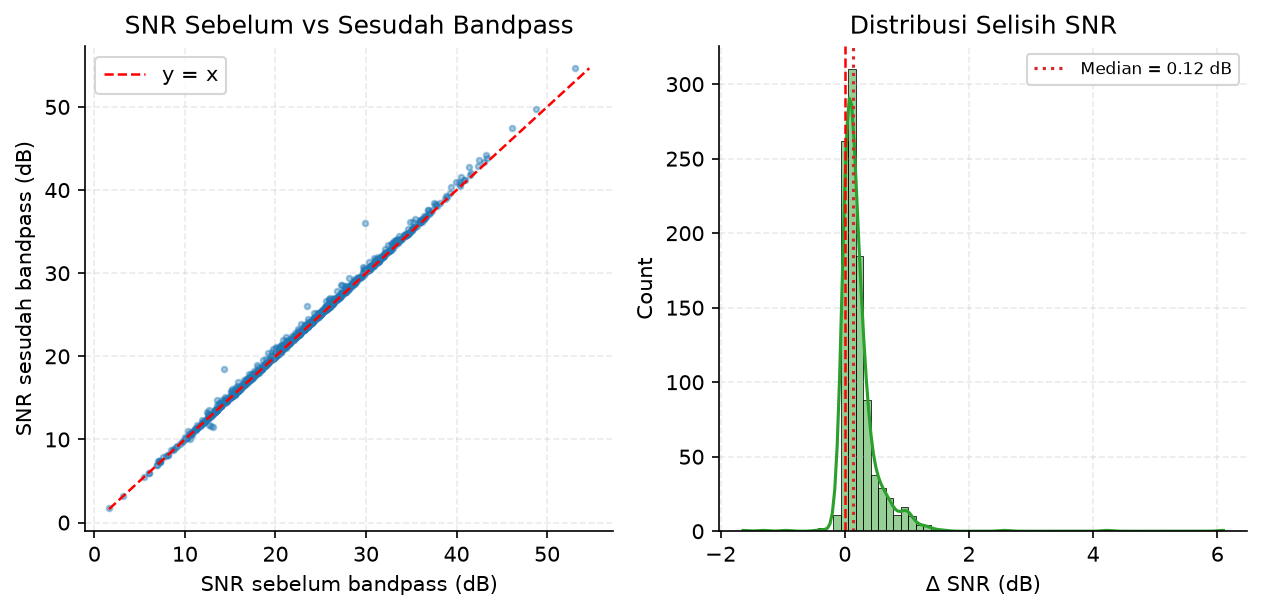 SNR Sebelum vs Sesudah Bandpass
y = x
50
40
30
20
10
0
SNR sesudah bandpass (dB)
0 10 20 30 40 50
SNR sebelum bandpass (dB)
Distribusi Selisih SNR
Median = 0.12 dB
300
250
200
150
100
50
0
Count
−2 0 2 4 6
Δ SNR (dB)